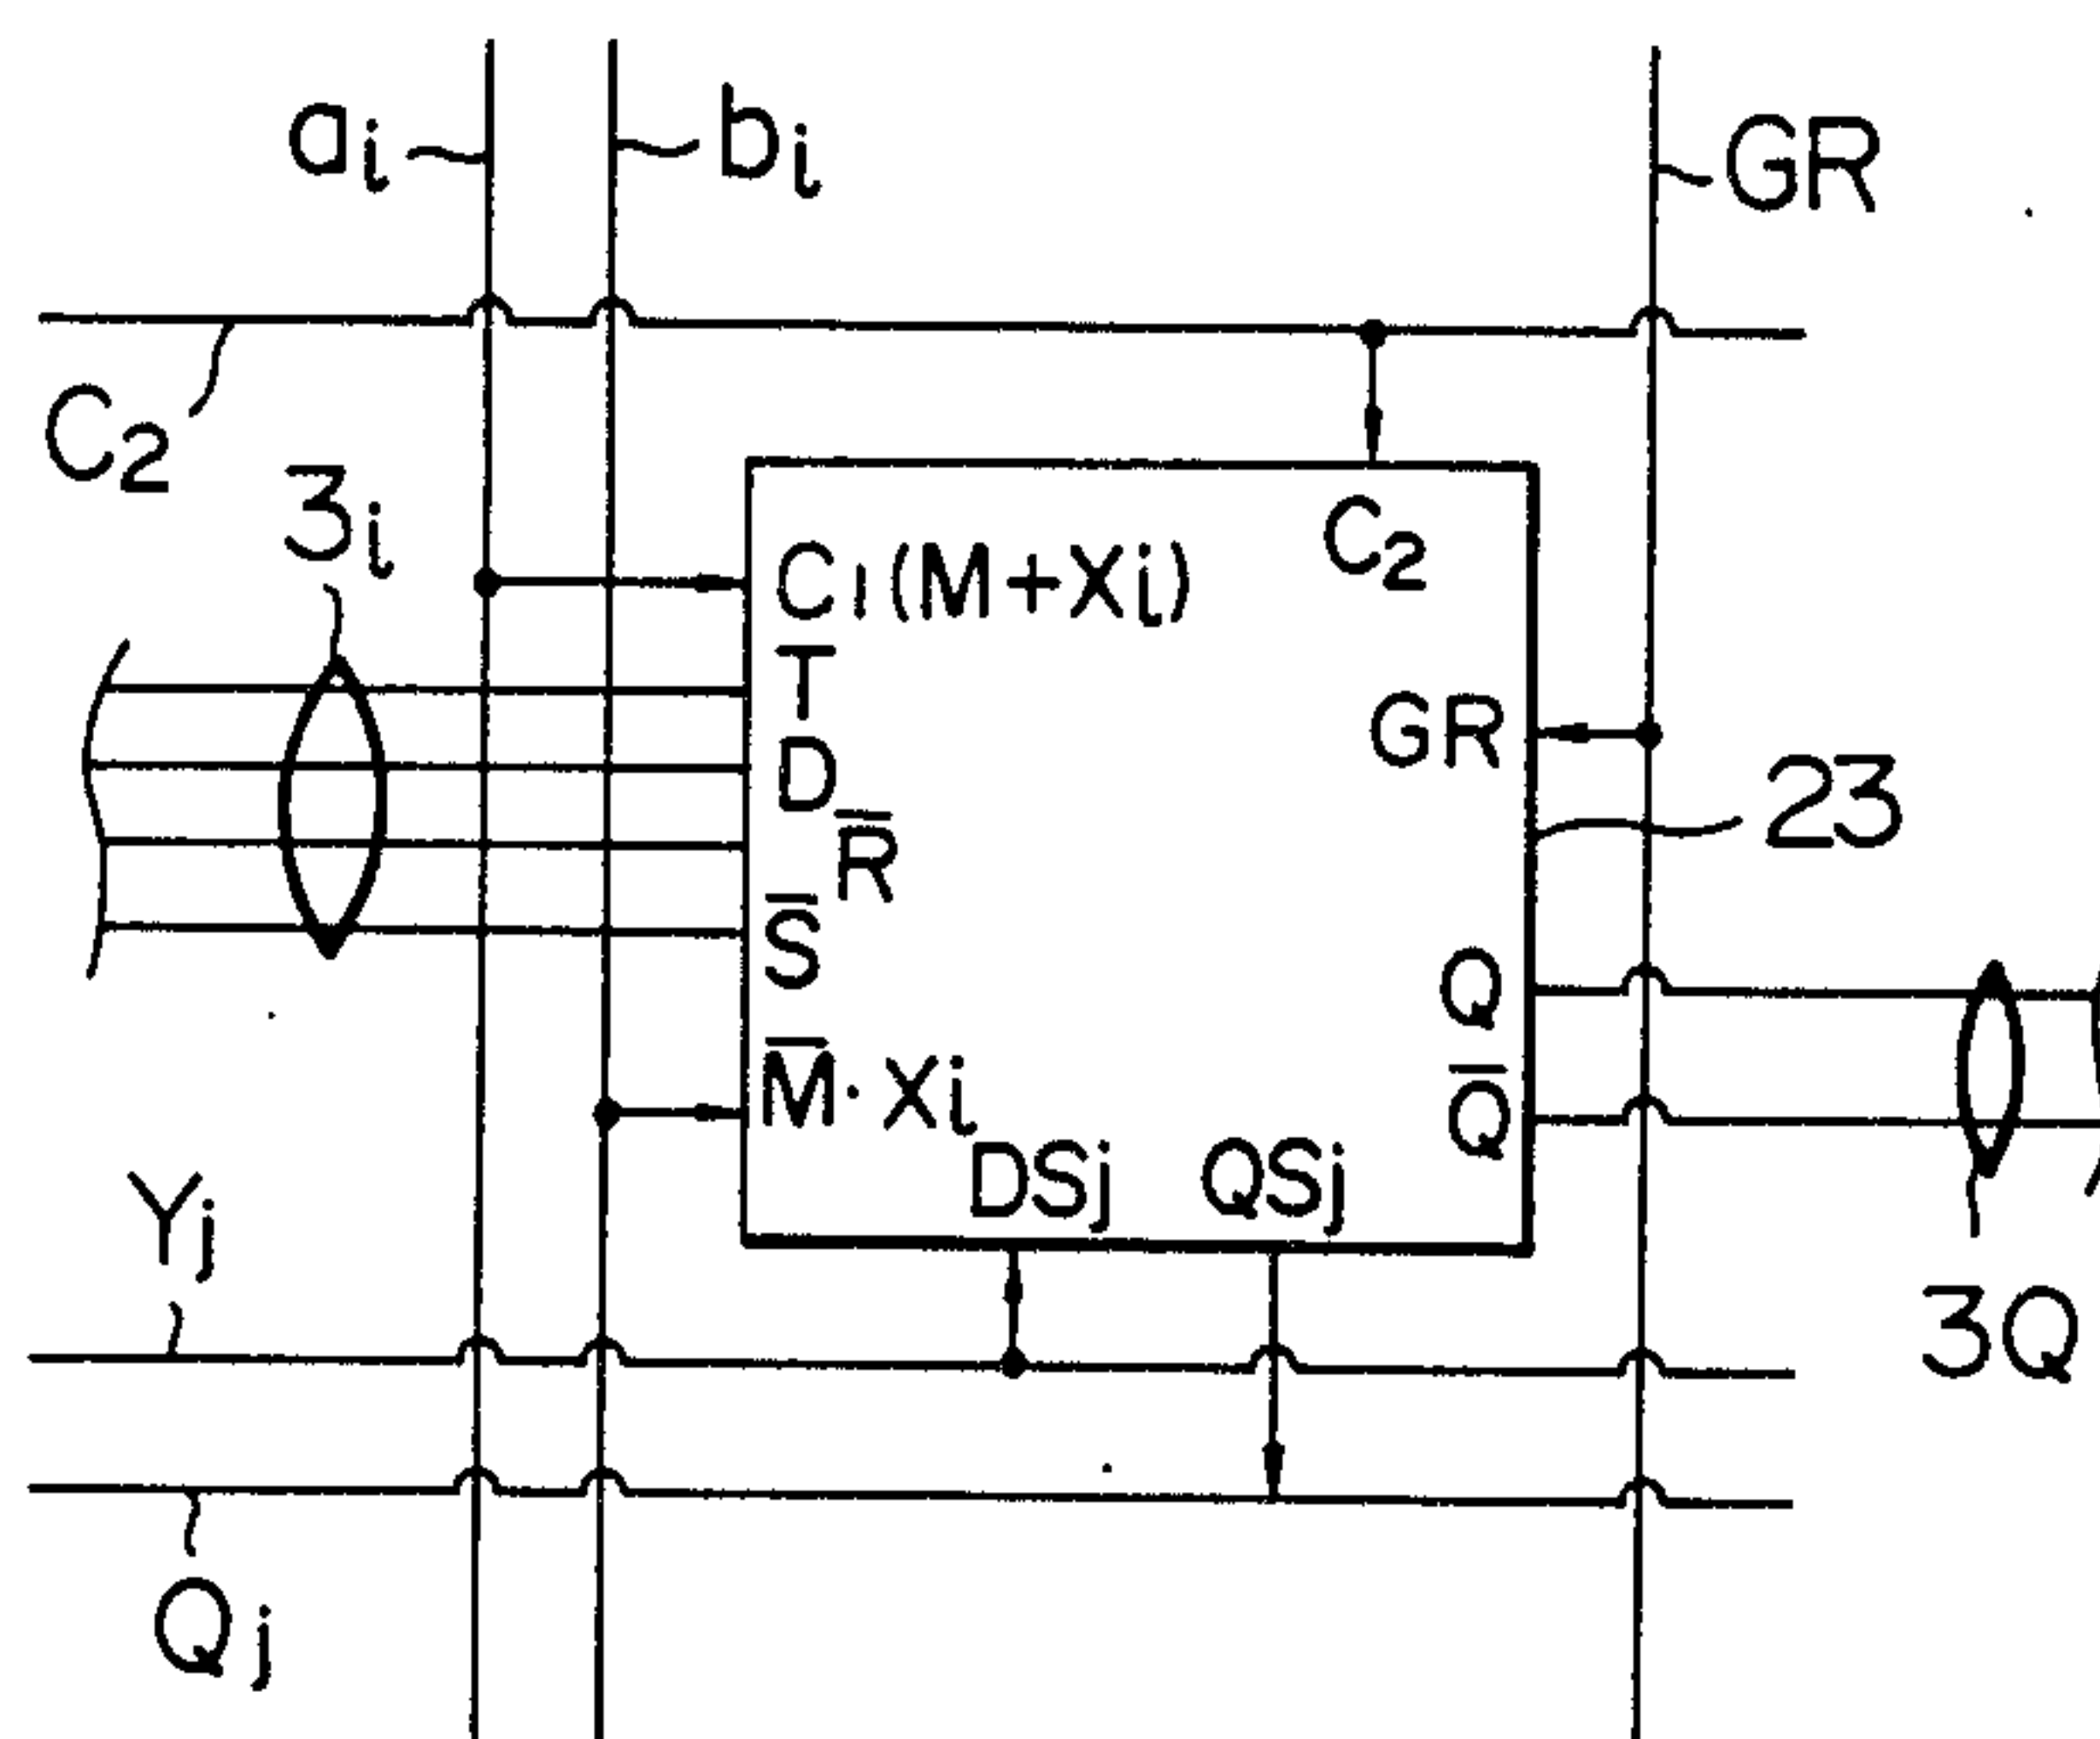 ai
bi
GR
C2
3i
C2
C1(M+Xi)
T
GR
D
23
R̅
S̅
Q
M̅·Xi
Q̅
DSj QSj
Yj
3Q
Qj